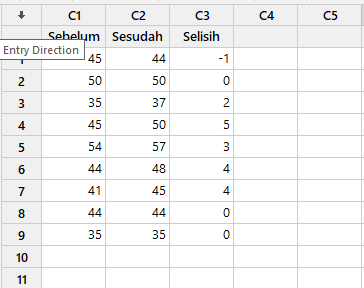 C1 C2 C3 C4 C5
Sebelum Sesudah Selisih
Entry Direction
1 45 44 -1
2 50 50 0
3 35 37 2
4 45 50 5
5 54 57 3
6 44 48 4
7 41 45 4
8 44 44 0
9 35 35 0
10
11